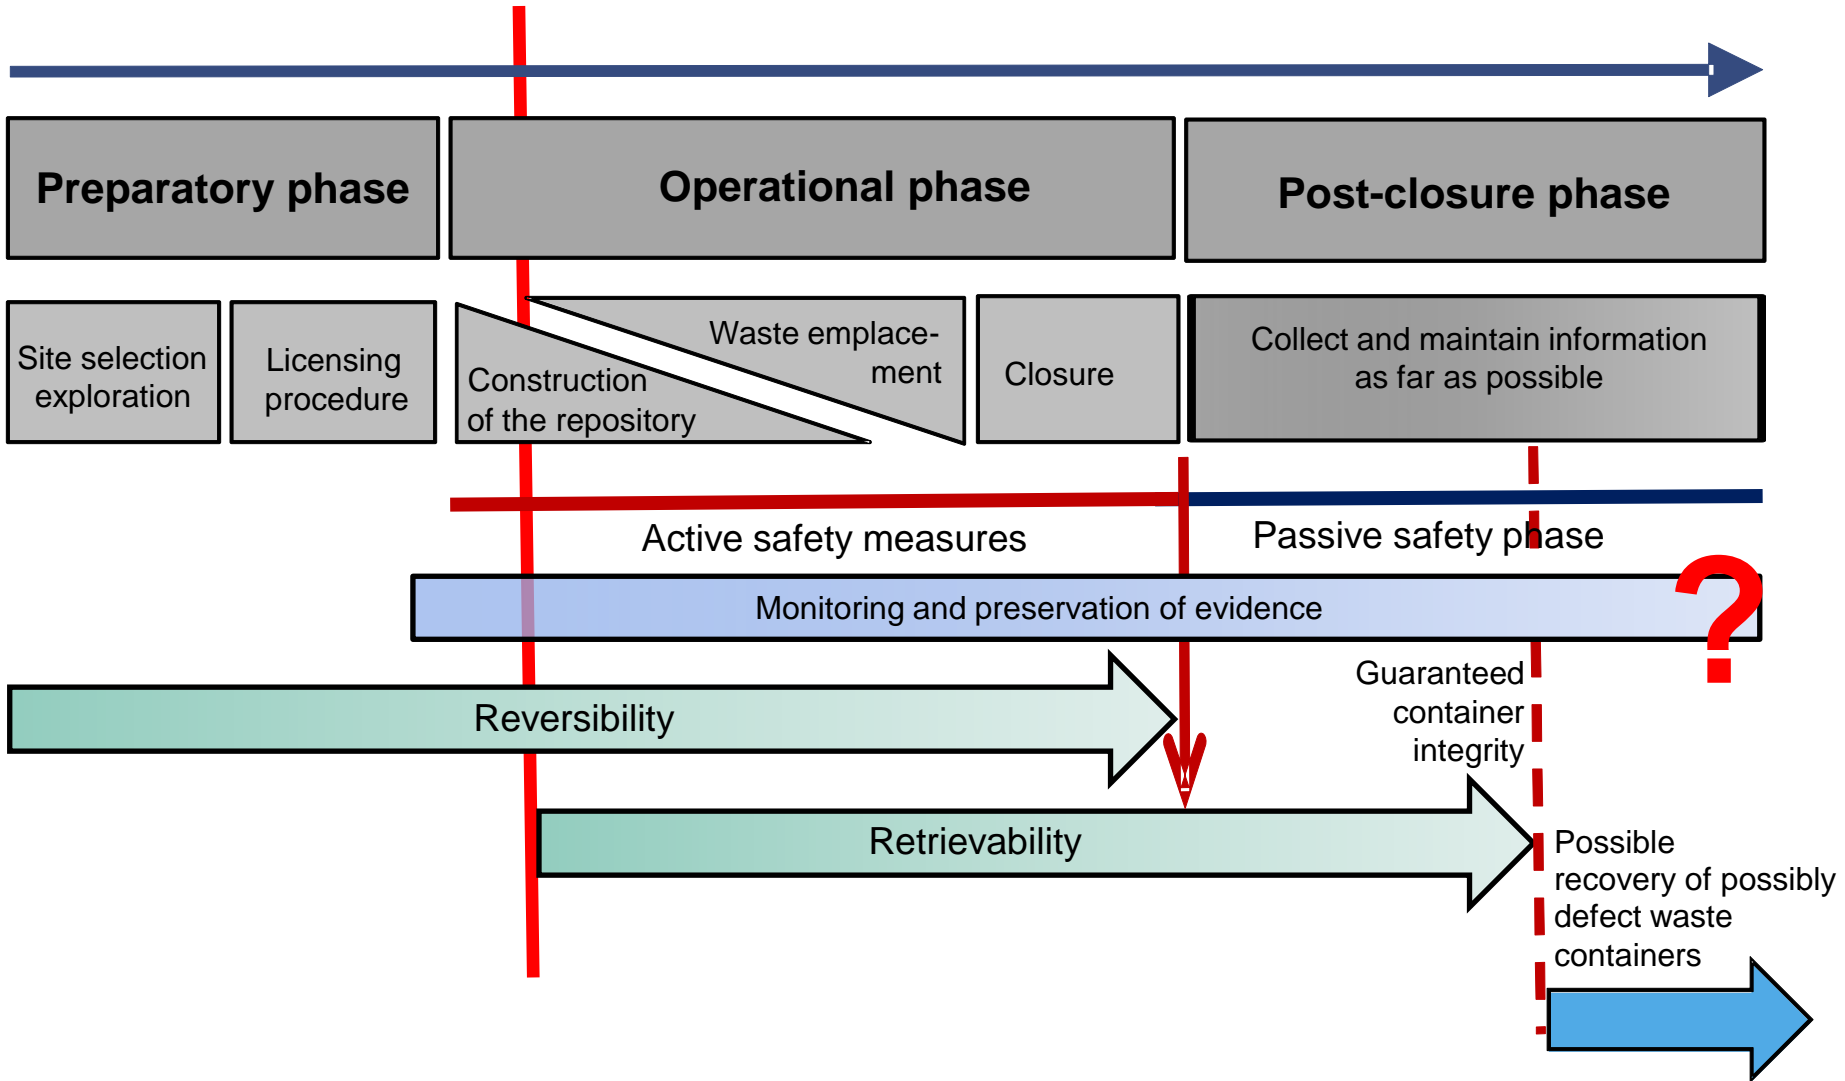 Preparatory phase
Operational phase
Post-closure phase
Site selection
exploration
Licensing
procedure
Construction
of the repository
Waste emplace-
ment
Closure
Collect and maintain information
as far as possible
Active safety measures
Passive safety phase
Monitoring and preservation of evidence
?
Reversibility
Guaranteed
container
integrity
Retrievability
Possible
recovery of possibly
defect waste
containers